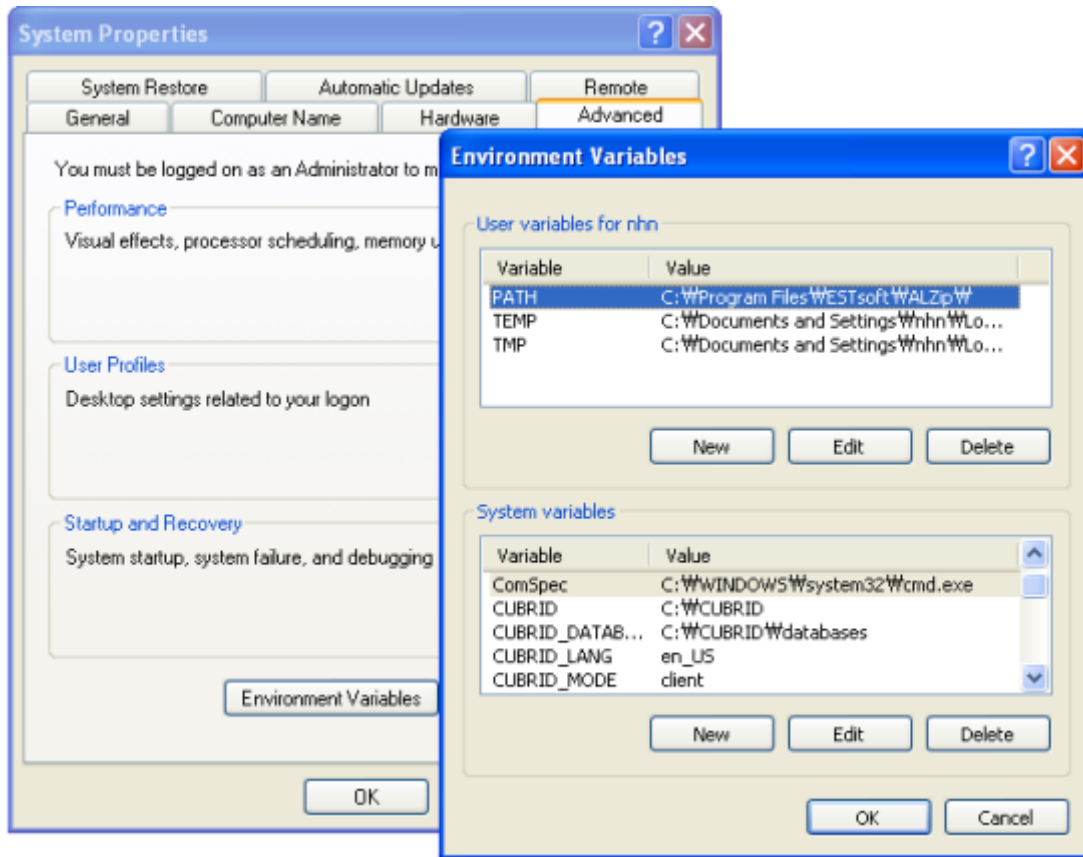 System Properties
System Restore Automatic Updates Remote
General Computer Name Hardware Advanced
You must be logged on as an Administrator to m
Performance
Visual effects, processor scheduling, memory u
User Profiles
Desktop settings related to your logon
Startup and Recovery
System startup, system failure, and debugging
Environment Variables
OK
Environment Variables
User variables for nhn
Variable Value
PATH C:₩Program Files₩ESTsoft₩ALZip₩
TEMP C:₩Documents and Settings₩nhn₩Lo...
TMP C:₩Documents and Settings₩nhn₩Lo...
New Edit Delete
System variables
Variable Value
ComSpec C:₩WINDOWS₩system32₩cmd.exe
CUBRID C:₩CUBRID
CUBRID_DATAB... C:₩CUBRID₩databases
CUBRID_LANG en_US
CUBRID_MODE client
New Edit Delete
OK Cancel